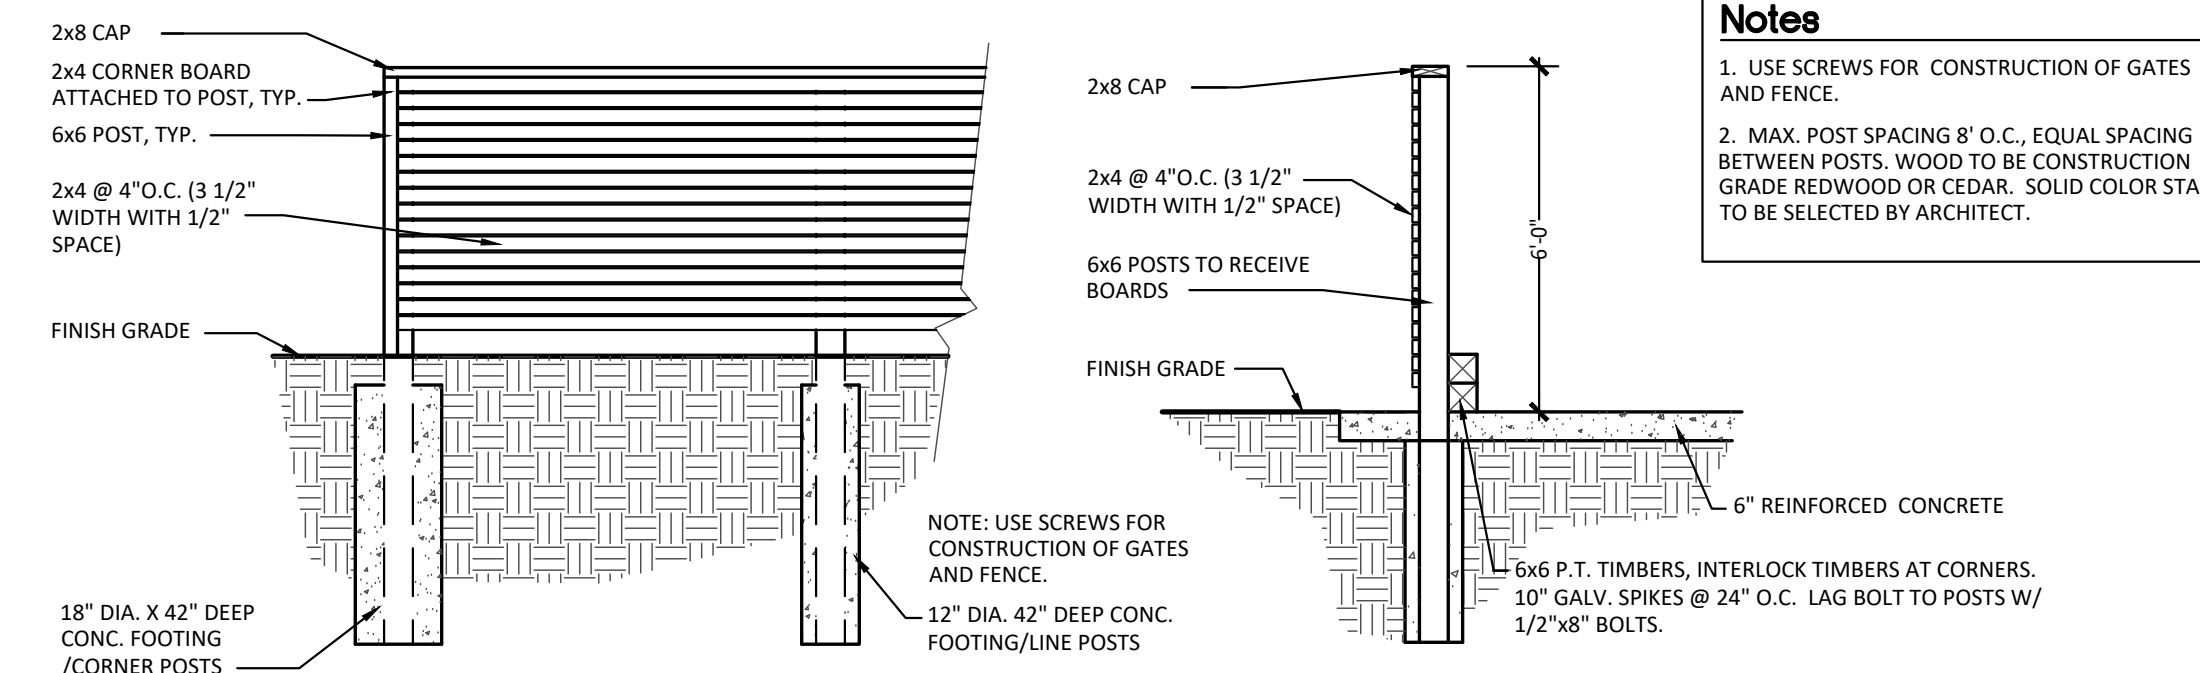 2x8 CAP
2x4 CORNER BOARD
ATTACHED TO POST, TYP.
6x6 POST, TYP.
2x4 @ 4"O.C. (3 1/2"
WIDTH WITH 1/2"
SPACE)
FINISH GRADE
18" DIA. X 42" DEEP
CONC. FOOTING
/CORNER POSTS
NOTE: USE SCREWS FOR
CONSTRUCTION OF GATES
AND FENCE.
12" DIA. 42" DEEP CONC.
FOOTING/LINE POSTS
2x8 CAP
2x4 @ 4"O.C. (3 1/2"
WIDTH WITH 1/2" SPACE)
6x6 POSTS TO RECEIVE
BOARDS
FINISH GRADE
6'-0"
6" REINFORCED CONCRETE
6x6 P.T. TIMBERS, INTERLOCK TIMBERS AT CORNERS.
10" GALV. SPIKES @ 24" O.C. LAG BOLT TO POSTS W/
1/2"x8" BOLTS.
Notes
1. USE SCREWS FOR CONSTRUCTION OF GATES
AND FENCE.
2. MAX. POST SPACING 8' O.C., EQUAL SPACING
BETWEEN POSTS. WOOD TO BE CONSTRUCTION
GRADE REDWOOD OR CEDAR. SOLID COLOR
TO BE SELECTED BY ARCHITECT.